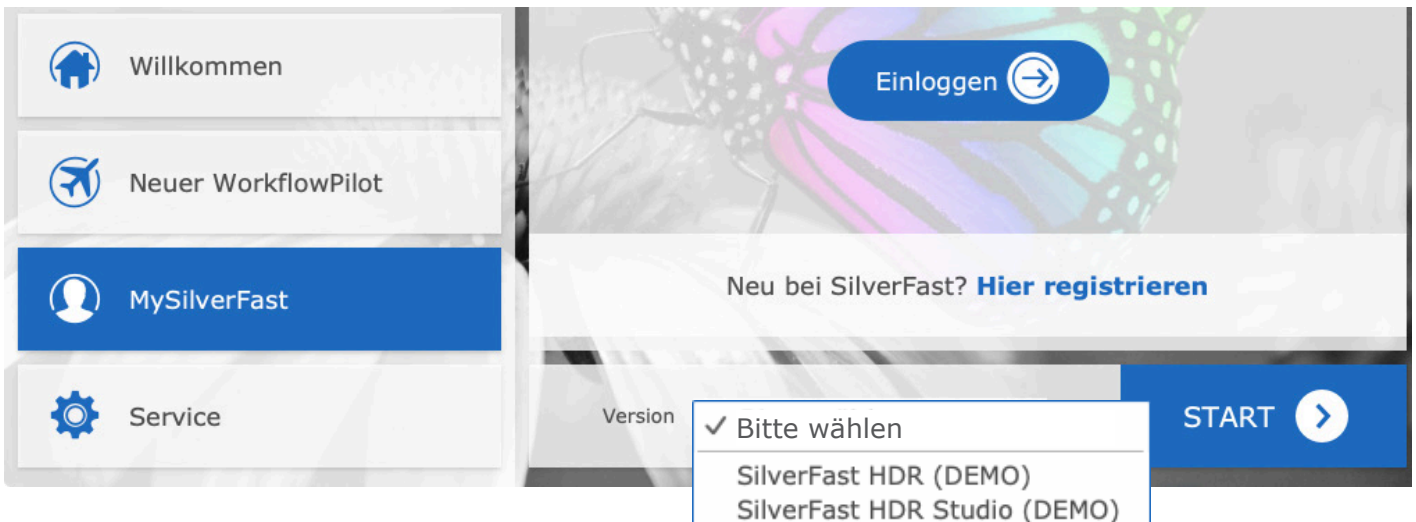 Willkommen
Neuer WorkflowPilot
MySilverFast
Service
Einloggen
Neu bei SilverFast? Hier registrieren
Version
Bitte wählen
SilverFast HDR (DEMO)
SilverFast HDR Studio (DEMO)
START